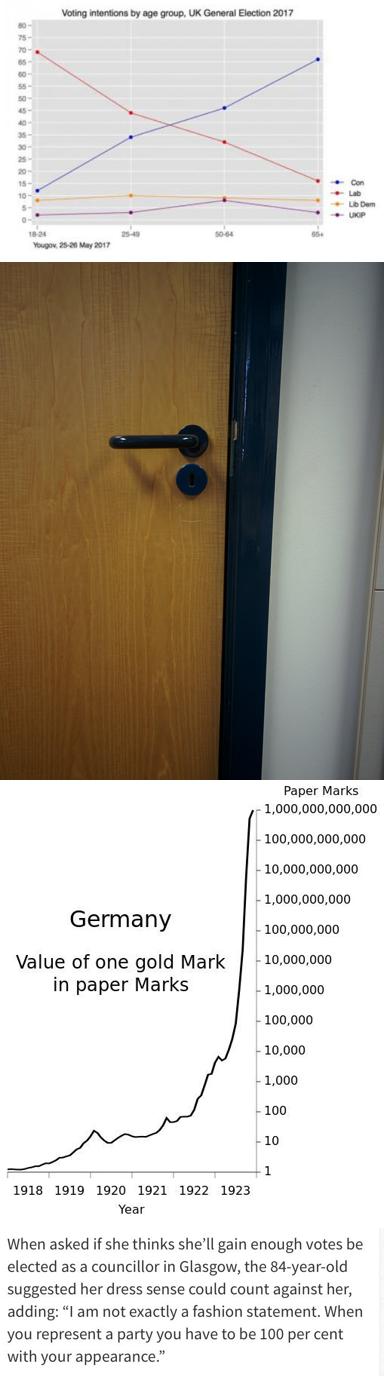 Voting intentions by age group, UK General Election 2017
80
75
70
65
60
55
50
45
40
35
30
25
20
15
10
5
0
18-24 25-49 50-64 65+
Con
Lab
Lib Dem
UKIP
Yougov, 25-26 May 2017
Paper Marks
1,000,000,000,000
100,000,000,000
10,000,000,000
1,000,000,000
100,000,000
10,000,000
1,000,000
100,000
10,000
1,000
100
10
1
Germany
Value of one gold Mark
in paper Marks
1918 1919 1920 1921 1922 1923
Year
When asked if she thinks she’ll gain enough votes be
elected as a councillor in Glasgow, the 84-year-old
suggested her dress sense could count against her,
adding: “I am not exactly a fashion statement. When
you represent a party you have to be 100 per cent
with your appearance.”